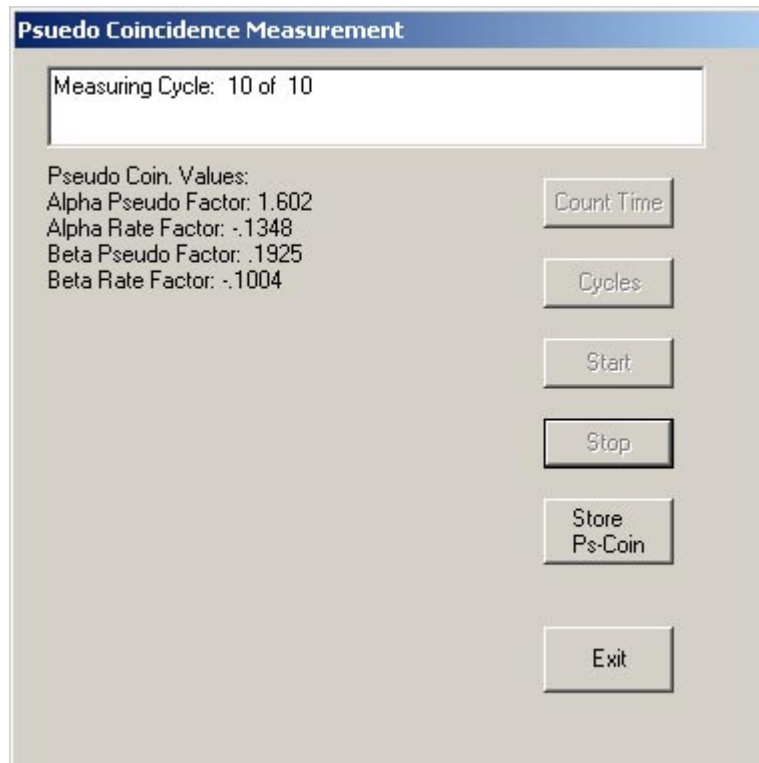 Psuedo Coincidence Measurement
Measuring Cycle:  10 of  10
Pseudo Coin. Values:
Alpha Pseudo Factor: 1.602
Alpha Rate Factor: -.1348
Beta Pseudo Factor: .1925
Beta Rate Factor: -.1004
Count Time
Cycles
Start
Stop
Store
Ps-Coin
Exit